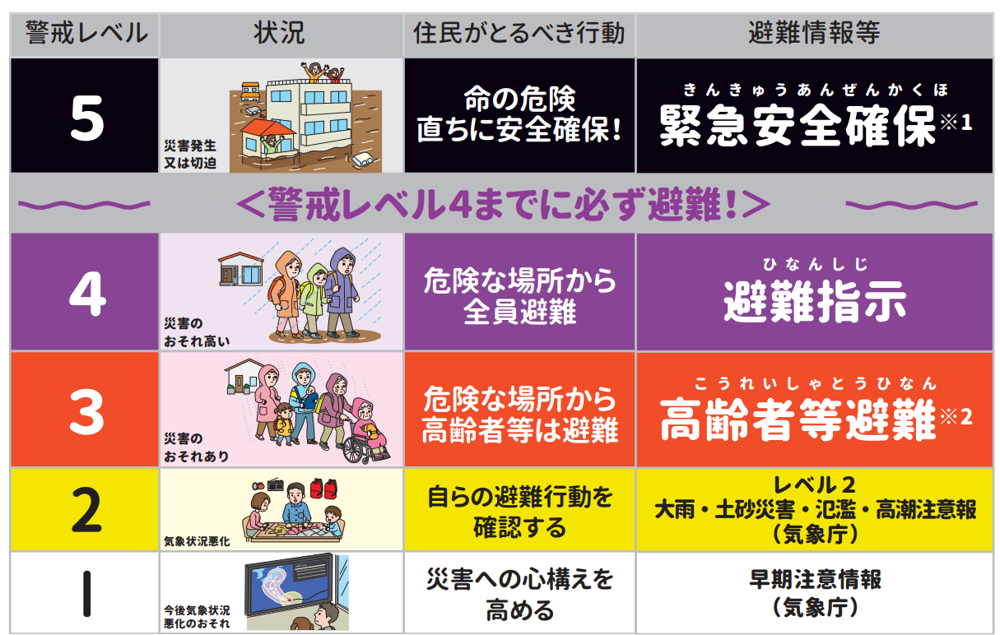 警戒レベル
状況
住民がとるべき行動
避難情報等
5
災害発生
又は切迫
命の危険
直ちに安全確保!
きんきゅうあんぜんかくほ
緊急安全確保※1
<警戒レベル4までに必ず避難!>
4
災害の
おそれ高い
危険な場所から
全員避難
ひなんしじ
避難指示
3
災害の
おそれあり
危険な場所から
高齢者等は避難
こうれいしゃとうひなん
高齢者等避難※2
2
気象状況悪化
自らの避難行動を
確認する
レベル2
大雨・土砂災害・氾濫・高潮注意報
(気象庁)
1
今後気象状況
悪化のおそれ
災害への心構えを
高める
早期注意情報
(気象庁)